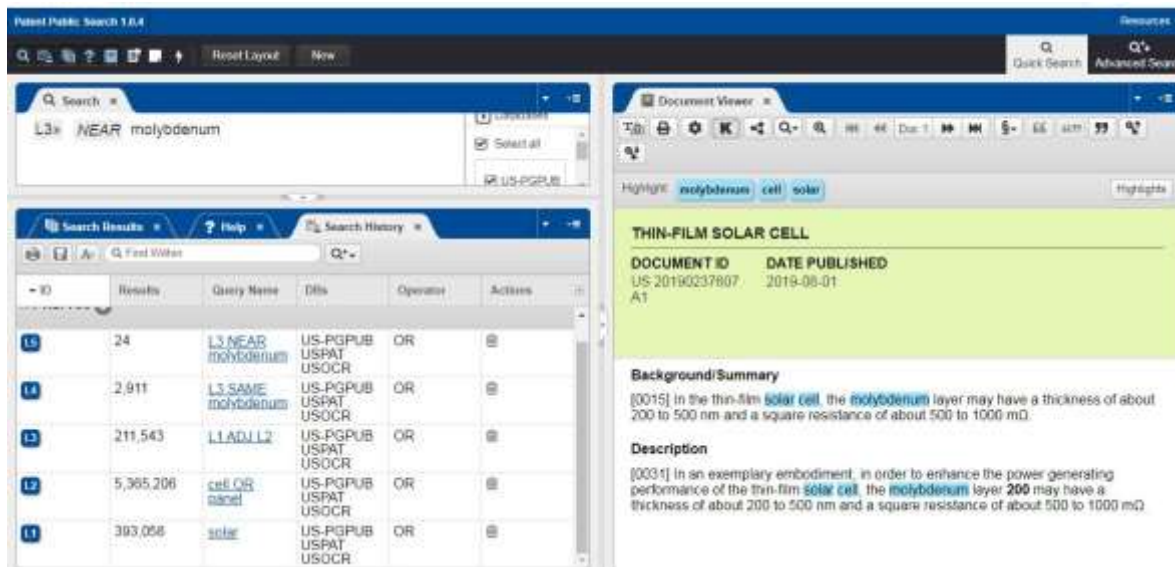 Patent Public Search 1.0.4
Resources
Reset Layout
New
Quick Search
Advanced Sear
Search
L3 NEAR molybdenum
Databases
Select all
US-PGPUB
Search Results
? Help
Search History
Find Within
ID Results Query Name DBs Operator Actions
L5 24 L3 NEAR molybdenum US-PGPUB USPAT USOCR OR
L4 2,911 L3 SAME molybdenum US-PGPUB USPAT USOCR OR
L3 211,543 L1 ADJ L2 US-PGPUB USPAT USOCR OR
L2 5,365,206 cell OR panel US-PGPUB USPAT USOCR OR
L1 393,056 solar US-PGPUB USPAT USOCR OR
Document Viewer
Doc 1
Highlight: molybdenum cell solar
Highlights
THIN-FILM SOLAR CELL
DOCUMENT ID DATE PUBLISHED
US 20190237607 2019-08-01
A1
Background/Summary
[0015] In the thin-film solar cell, the molybdenum layer may have a thickness of about
200 to 500 nm and a square resistance of about 500 to 1000 mΩ.
Description
[0031] In an exemplary embodiment, in order to enhance the power generating
performance of the thin-film solar cell, the molybdenum layer 200 may have a
thickness of about 200 to 500 nm and a square resistance of about 500 to 1000 mΩ